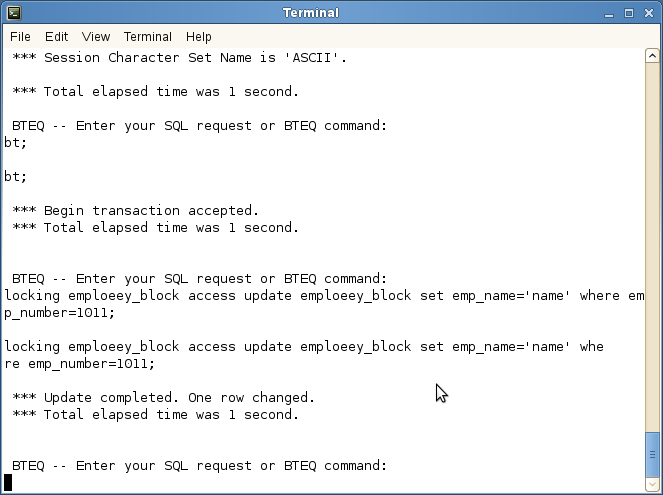 Terminal
File Edit View Terminal Help
*** Session Character Set Name is 'ASCII'.
*** Total elapsed time was 1 second.
BTEQ -- Enter your SQL request or BTEQ command:
bt;
bt;
*** Begin transaction accepted.
*** Total elapsed time was 1 second.
BTEQ -- Enter your SQL request or BTEQ command:
locking emploeey_block access update emploeey_block set emp_name='name' where em
p_number=1011;
locking emploeey_block access update emploeey_block set emp_name='name' whe
re emp_number=1011;
*** Update completed. One row changed.
*** Total elapsed time was 1 second.
BTEQ -- Enter your SQL request or BTEQ command: